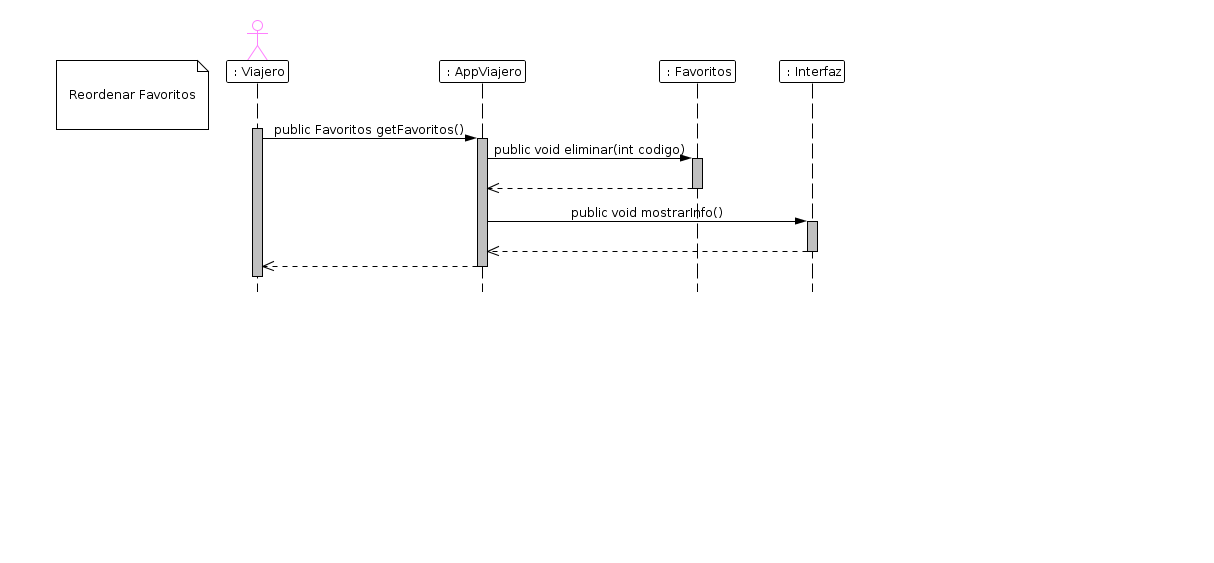 Reordenar Favoritos
: Viajero
: AppViajero
: Favoritos
: Interfaz
public Favoritos getFavoritos()
public void eliminar(int codigo)
public void mostrarInfo()